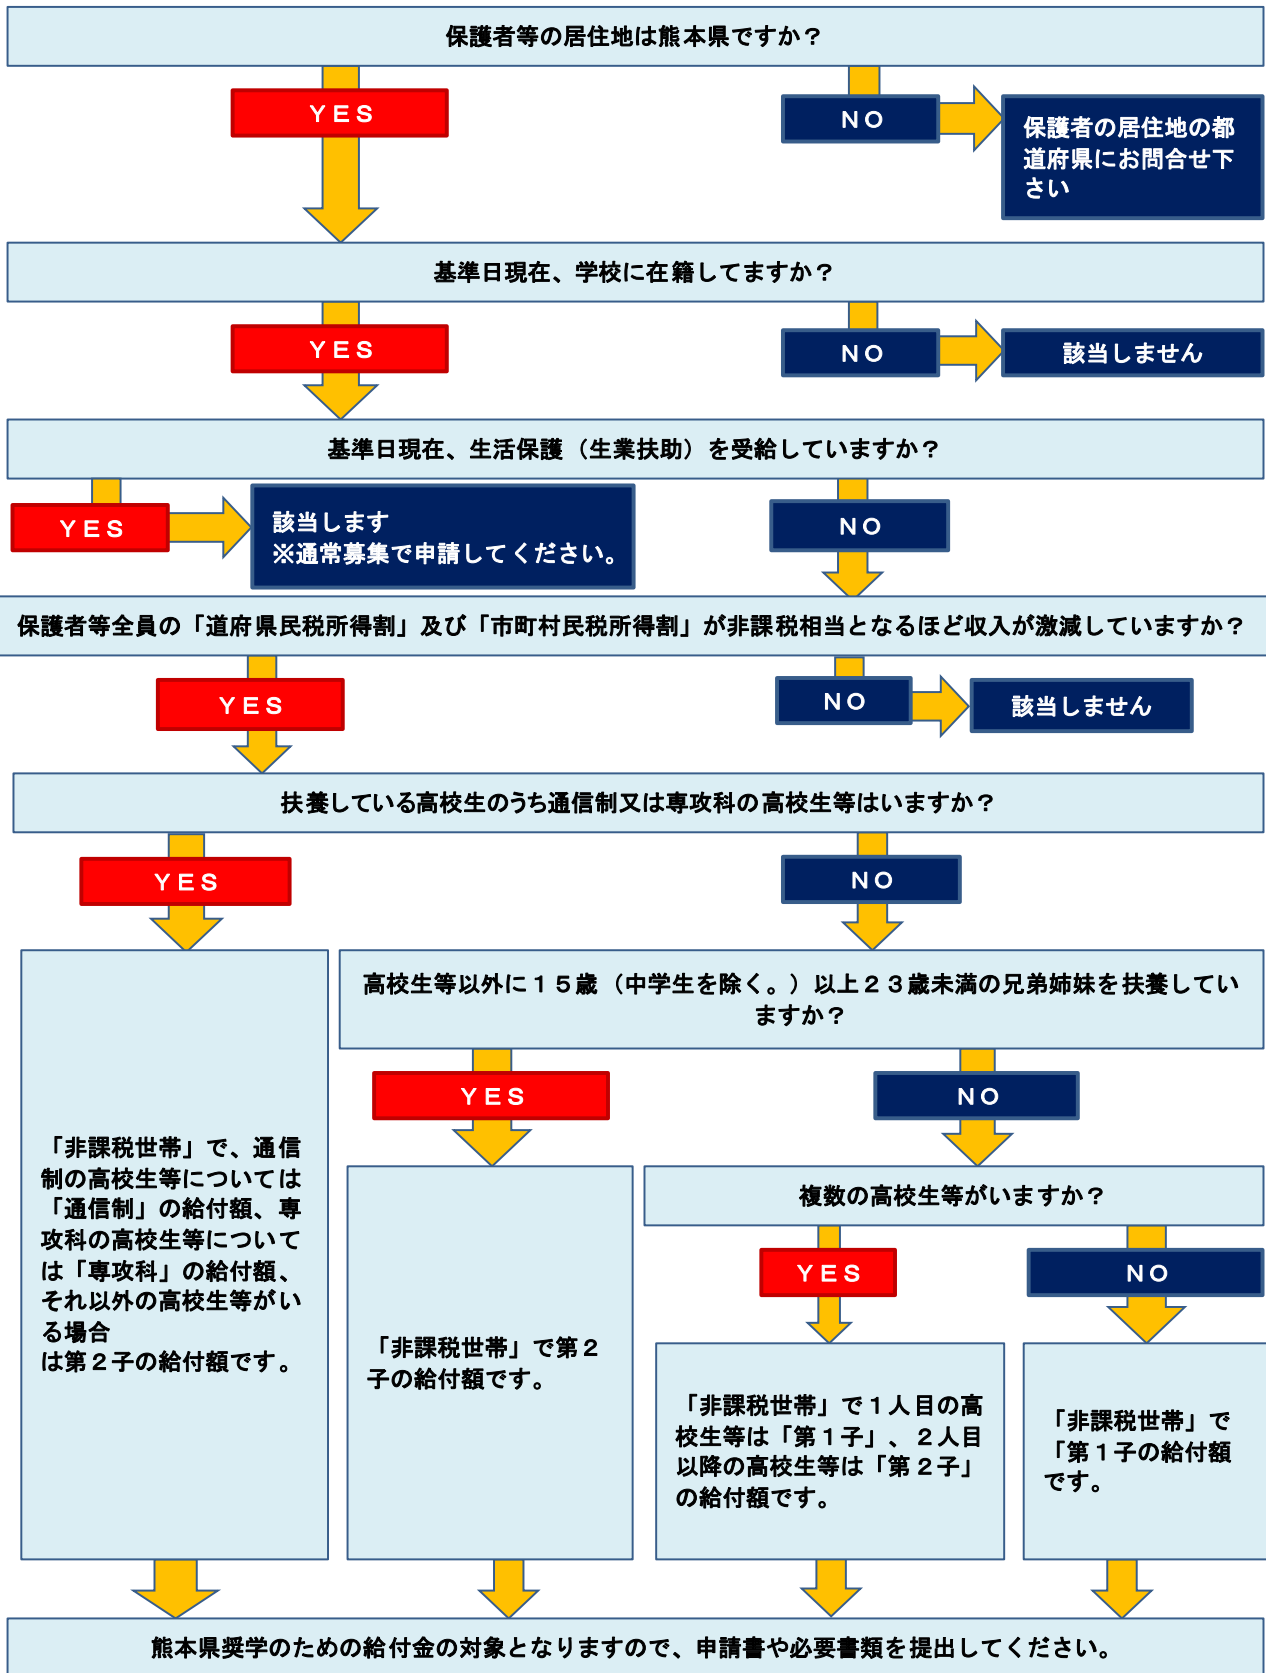 保護者等の居住地は熊本県ですか？
ＹＥＳ
ＮＯ
保護者の居住地の都
道府県にお問合せ下
さい
基準日現在、学校に在籍してますか？
ＹＥＳ
ＮＯ
該当しません
基準日現在、生活保護（生業扶助）を受給していますか？
ＹＥＳ
該当します
※通常募集で申請してください。
ＮＯ
保護者等全員の「道府県民税所得割」及び「市町村民税所得割」が非課税相当となるほど収入が激減していますか？
ＹＥＳ
ＮＯ
該当しません
扶養している高校生のうち通信制又は専攻科の高校生等はいますか？
ＹＥＳ
ＮＯ
高校生等以外に１５歳（中学生を除く。）以上２３歳未満の兄弟姉妹を扶養してい
ますか？
ＹＥＳ
ＮＯ
「非課税世帯」で、通信
制の高校生等については
「通信制」の給付額、専
攻科の高校生等について
は「専攻科」の給付額、
それ以外の高校生等がい
る場合
は第２子の給付額です。
複数の高校生等がいますか？
ＹＥＳ
ＮＯ
「非課税世帯」で第２
子の給付額です。
「非課税世帯」で１人目の高
校生等は「第１子」、２人目
以降の高校生等は「第２子」
の給付額です。
「非課税世帯」で
「第１子の給付額
です。
熊本県奨学のための給付金の対象となりますので、申請書や必要書類を提出してください。